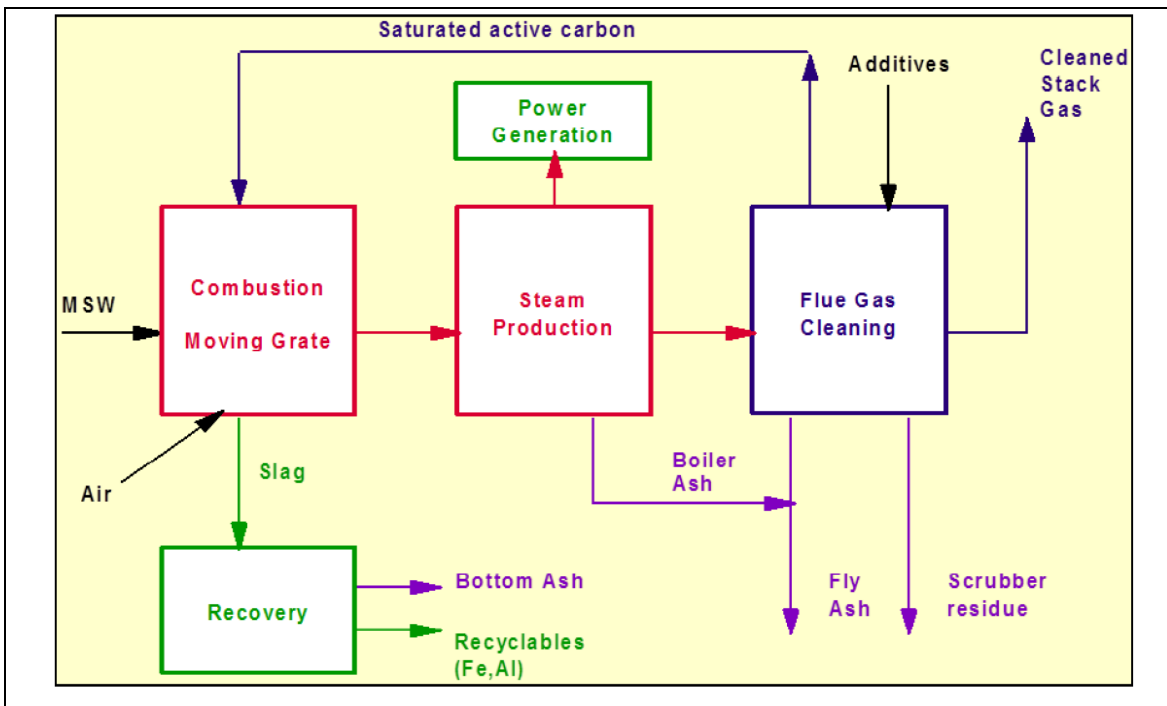 Saturated active carbon
Additives
Cleaned
Stack
Gas
Power
Generation
MSW
Combustion
Moving Grate
Steam
Production
Flue Gas
Cleaning
Air
Slag
Boiler
Ash
Recovery
Bottom Ash
Recyclables
(Fe,Al)
Fly
Ash
Scrubber
residue